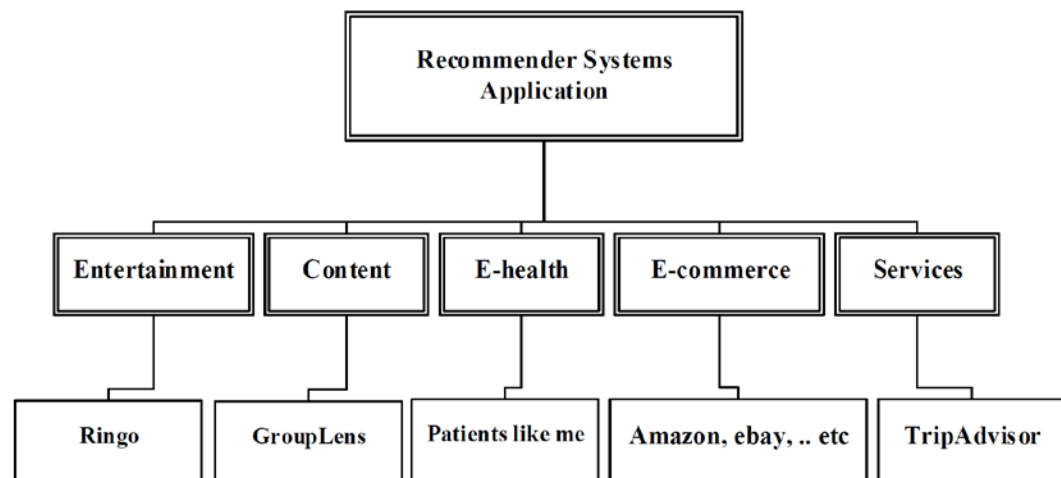 Recommender Systems
Application
Entertainment
Content
E-health
E-commerce
Services
Ringo
GroupLens
Patients like me
Amazon, ebay, .. etc
TripAdvisor